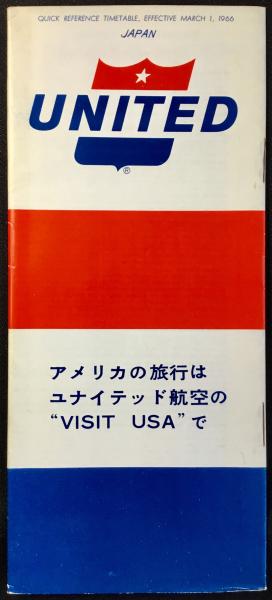 QUICK REFERENCE TIMETABLE, EFFECTIVE MARCH 1, 1966
JAPAN
UNITED
®
アメリカの旅行は
ユナイテッド航空の
“VISIT USA”で